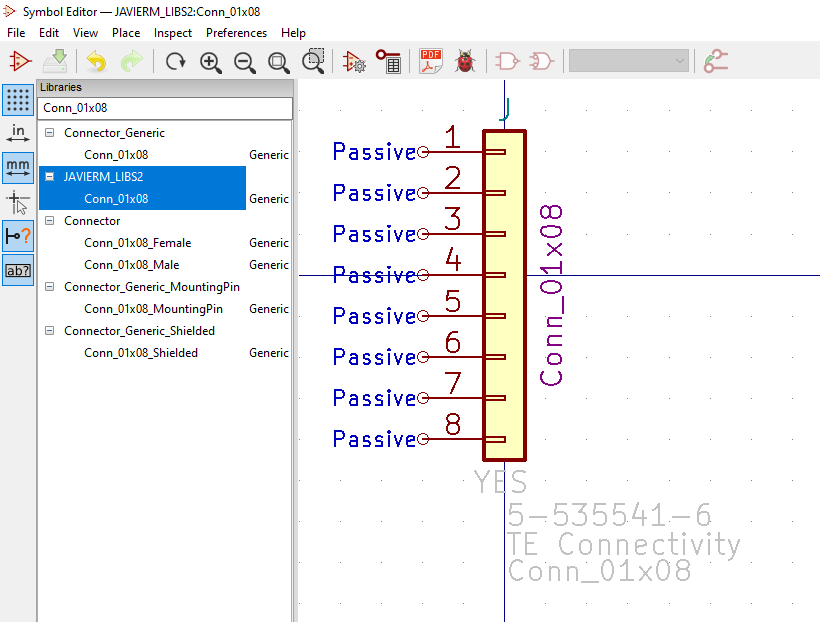 Symbol Editor — JAVIERM_LIBS2:Conn_01x08
File Edit View Place Inspect Preferences Help
PDF
Libraries
in
Conn_01x08
mm
Connector_Generic
Conn_01x08 Generic
JAVIERM_LIBS2
Conn_01x08 Generic
Connector
Conn_01x08_Female Generic
Conn_01x08_Male Generic
Connector_Generic_MountingPin
Conn_01x08_MountingPin Generic
Connector_Generic_Shielded
Conn_01x08_Shielded Generic
?
ab?
J
Passive 1
Passive 2
Passive 3
Passive 4
Passive 5
Passive 6
Passive 7
Passive 8
Conn_01x08
YES
5-535541-6
TE Connectivity
Conn_01x08